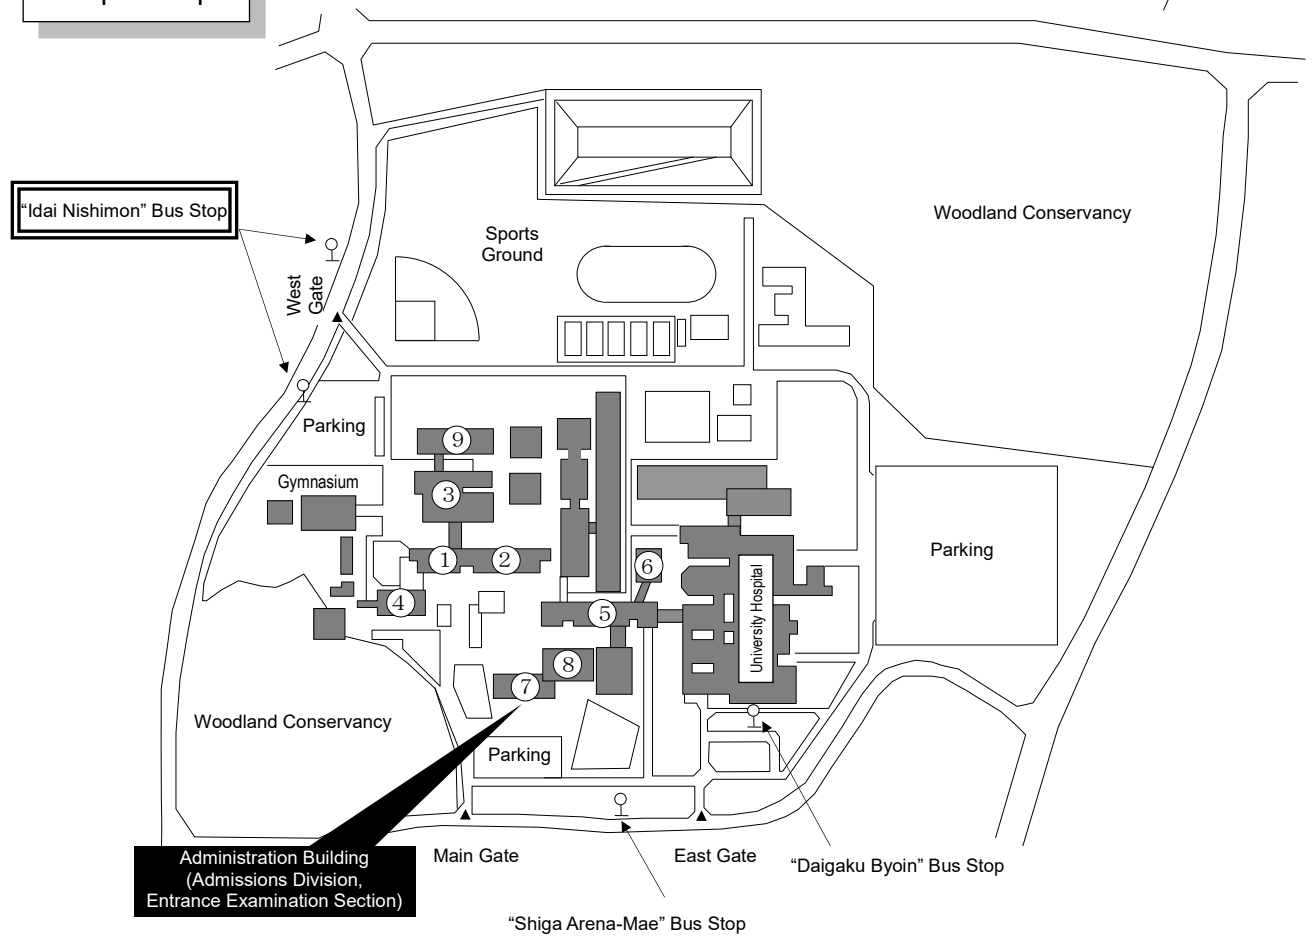 Woodland Conservancy
“Idai Nishimon” Bus Stop
Sports
Ground
West
Gate
Parking
⑨
Gymnasium
③
①
②
⑥
④
⑤
Parking
University Hospital
⑧
⑦
Woodland Conservancy
Parking
Administration Building
(Admissions Division,
Entrance Examination Section)
Main Gate
East Gate
“Daigaku Byoin” Bus Stop
“Shiga Arena-Mae” Bus Stop